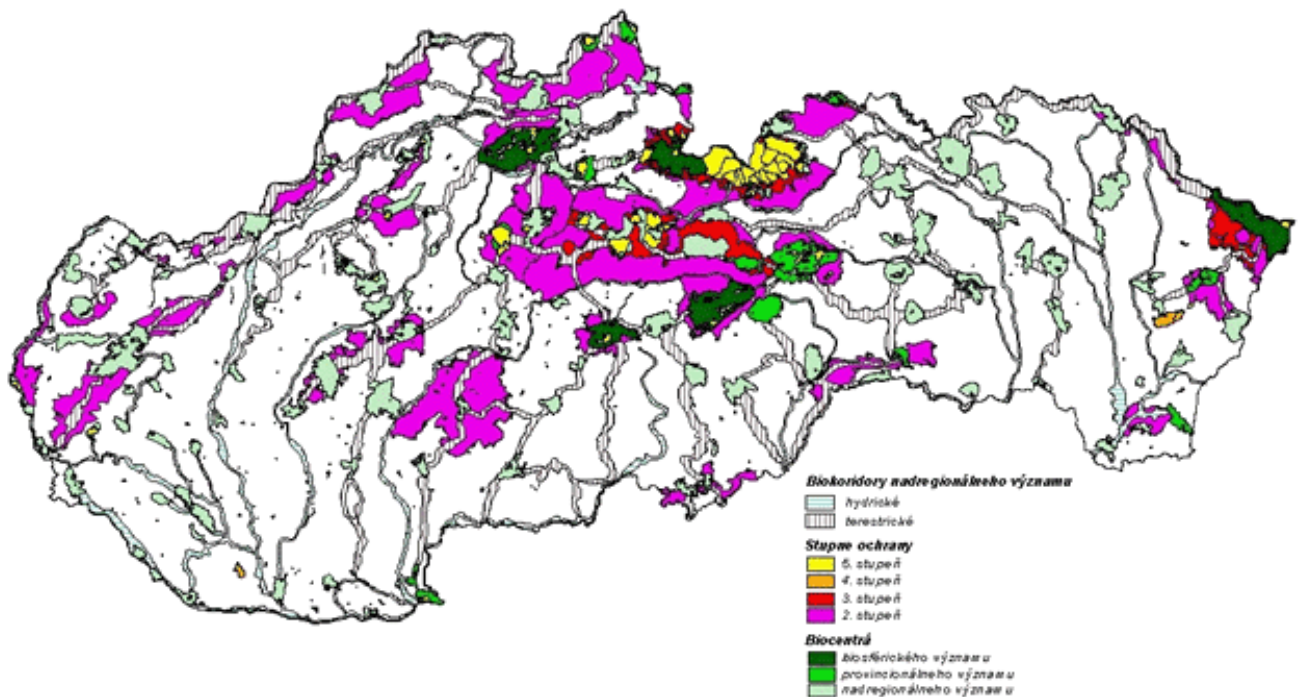 Biokoridory nadregionálneho významu
hydrické
terestrické
Stupne ochrany
5. stupeň
4. stupeň
3. stupeň
2. stupeň
Biocentrá
biosférického významu
provincionálneho významu
nadregionálneho významu